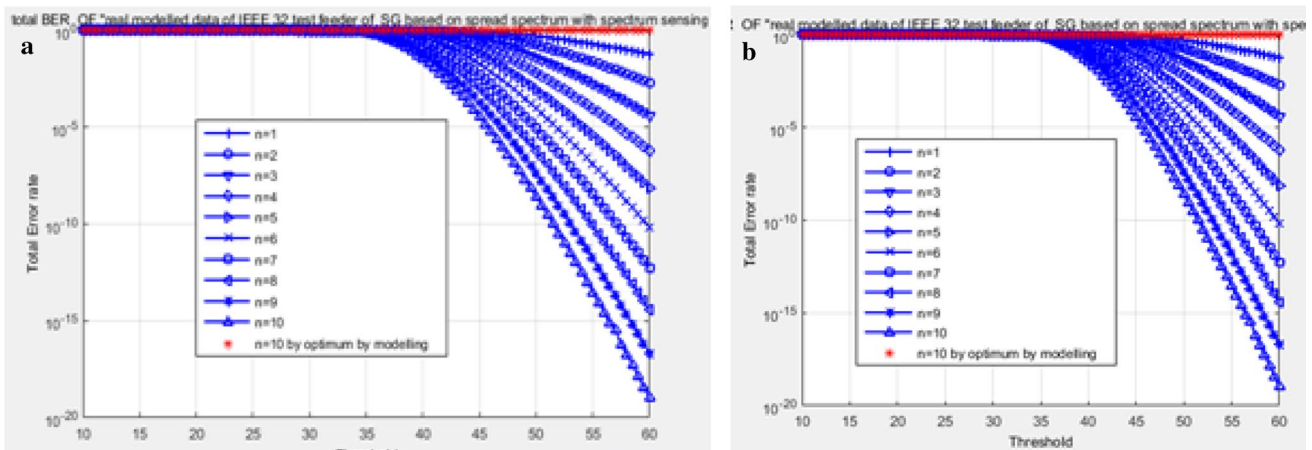 total BER OF "real modelled data of IEEE 32 test feeder of SG based on spread spectrum with spectrum sensing
a
Total Error rate
10^0
10^-5
10^-10
10^-15
10^-20
n=1
n=2
n=3
n=4
n=5
n=6
n=7
n=8
n=9
n=10
n=10 by optimum by modelling
10 15 20 25 30 35 40 45 50 55 60
OF "real modelled data of IEEE 32 test feeder of SG based on spread spectrum with spe
b
Total Error rate
10^0
10^-5
10^-10
10^-15
10^-20
n=1
n=2
n=3
n=4
n=5
n=6
n=7
n=8
n=9
n=10
n=10 by optimum by modelling
10 15 20 25 30 35 40 45 50 55 60
Threshold